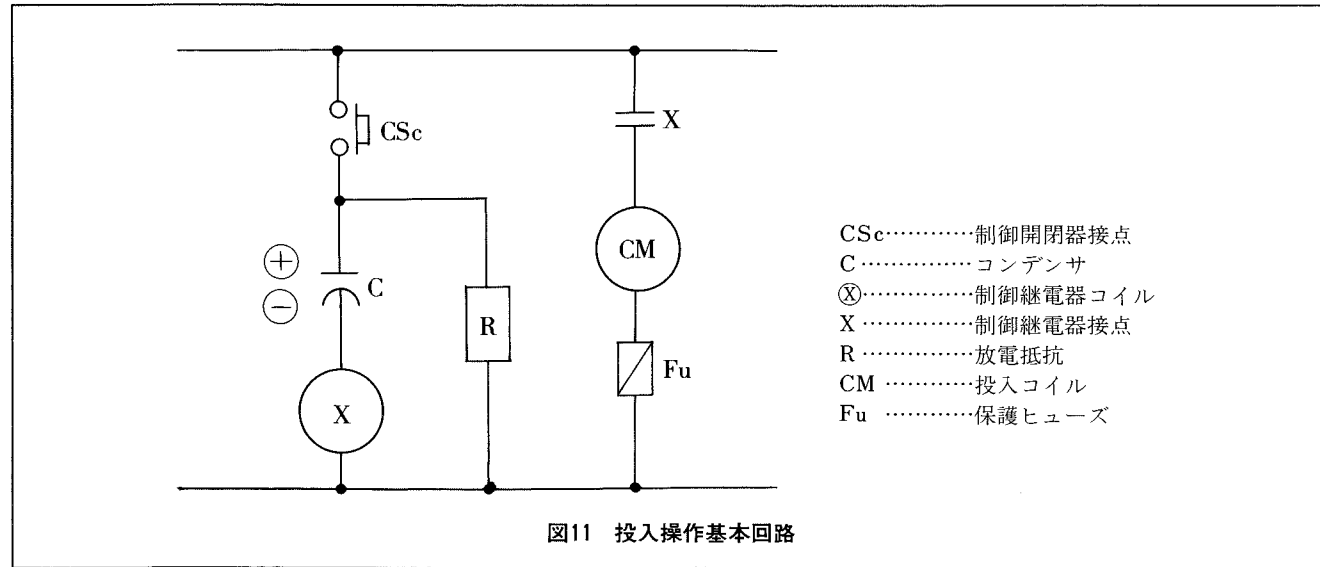 CSc
X
⊕
⊖
C
CM
R
Fu
X
CSc…………制御開閉器接点
C……………コンデンサ
Ⓧ……………制御継電器コイル
X……………制御継電器接点
R……………放電抵抗
CM…………投入コイル
Fu…………保護ヒューズ
図11 投入操作基本回路